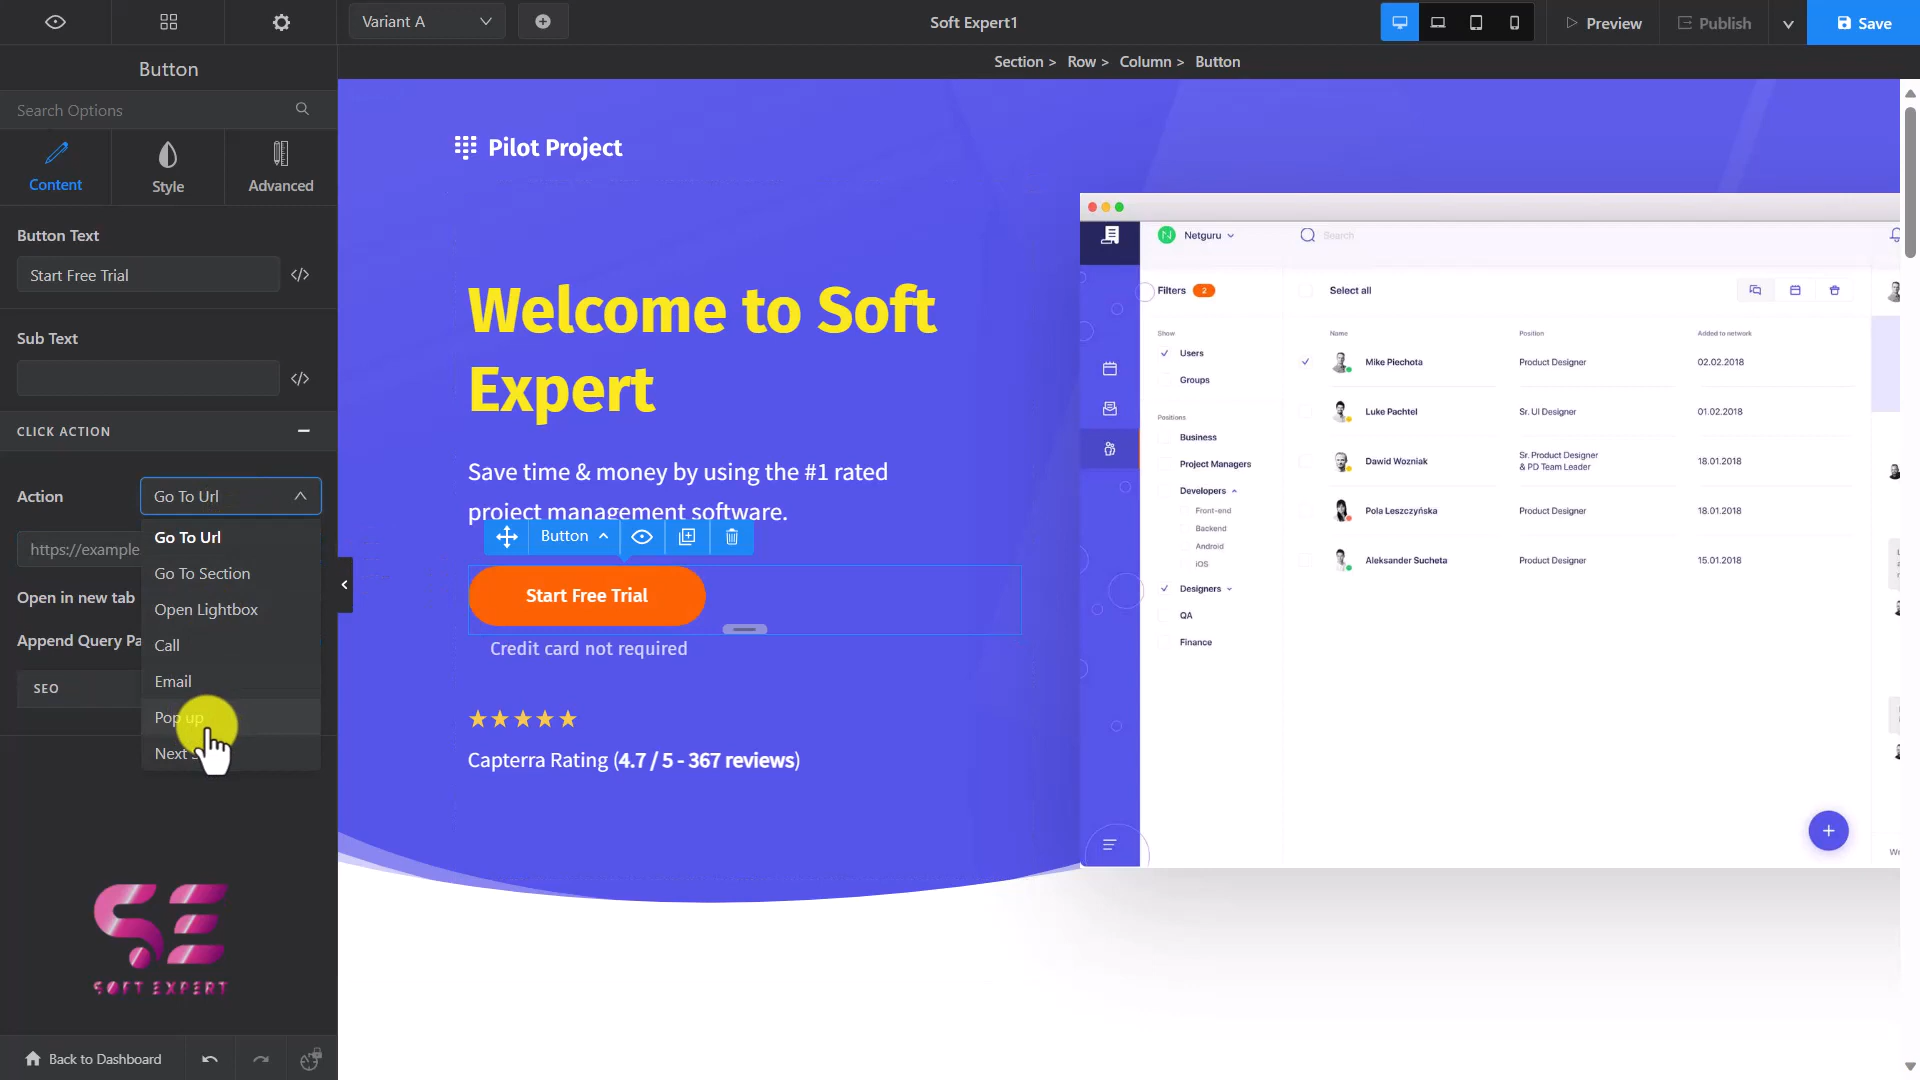 Variant A
Soft Expert1
Preview
Publish
Save
Section >
Row >
Column >
Button
Button
Search Options
Content
Style
Advanced
Button Text
Start Free Trial
Sub Text
CLICK ACTION
Action
Go To Url
https://example
Open in new tab
Append Query Pa
SEO
Go To Url
Go To Section
Open Lightbox
Call
Email
Pop up
Next
SOFT EXPERT
Back to Dashboard
Pilot Project
Welcome to Soft
Expert
Save time & money by using the #1 rated
project management software.
Button
Start Free Trial
Credit card not required
Capterra Rating (4.7 / 5 - 367 reviews)
N Netguru
Search
Filters 2
Select all
Show
Users
Groups
Positions
Business
Project Managers
Developers
Front-end
Backend
Android
iOS
Designers
QA
Finance
Name Position Added to network
Mike Piechota Product Designer 02.02.2018
Luke Pachtel Sr. UI Designer 01.02.2018
Dawid Wozniak Sr. Product Designer
& PD Team Leader 18.01.2018
Pola Leszczyńska Product Designer 18.01.2018
Aleksander Sucheta Product Designer 15.01.2018